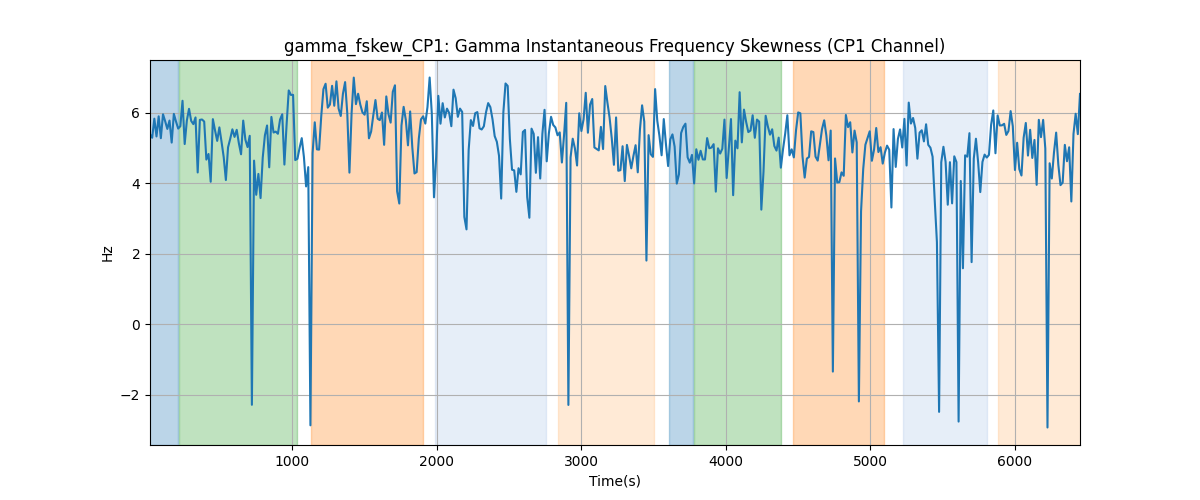 gamma_fskew_CP1: Gamma Instantaneous Frequency Skewness (CP1 Channel)
6
4
2
0
−2
Hz
1000 2000 3000 4000 5000 6000
Time(s)